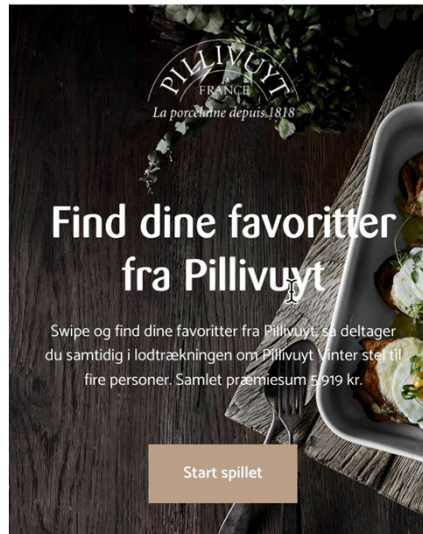 PILLIVUYT
FRANCE
La porcelaine depuis 1818
Find dine favoritter
fra Pillivuyt
Swipe og find dine favoritter fra Pillivuyt, så deltager
du samtidig i lodtrækningen om Pillivuyt Vinter stel til
fire personer. Samlet præmiesum 5.919 kr.
Start spillet